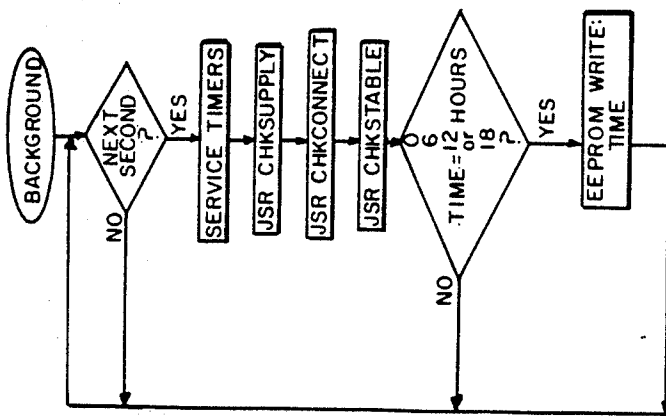 BACKGROUND
NEXT
SECOND
?
NO
YES
SERVICE TIMERS
JSR CHKSUPPLY
JSR CHKCONNECT
JSR CHKSTABLE
0
6
TIME = 12 HOURS
or
18 ?
NO
YES
EEPROM WRITE:
TIME